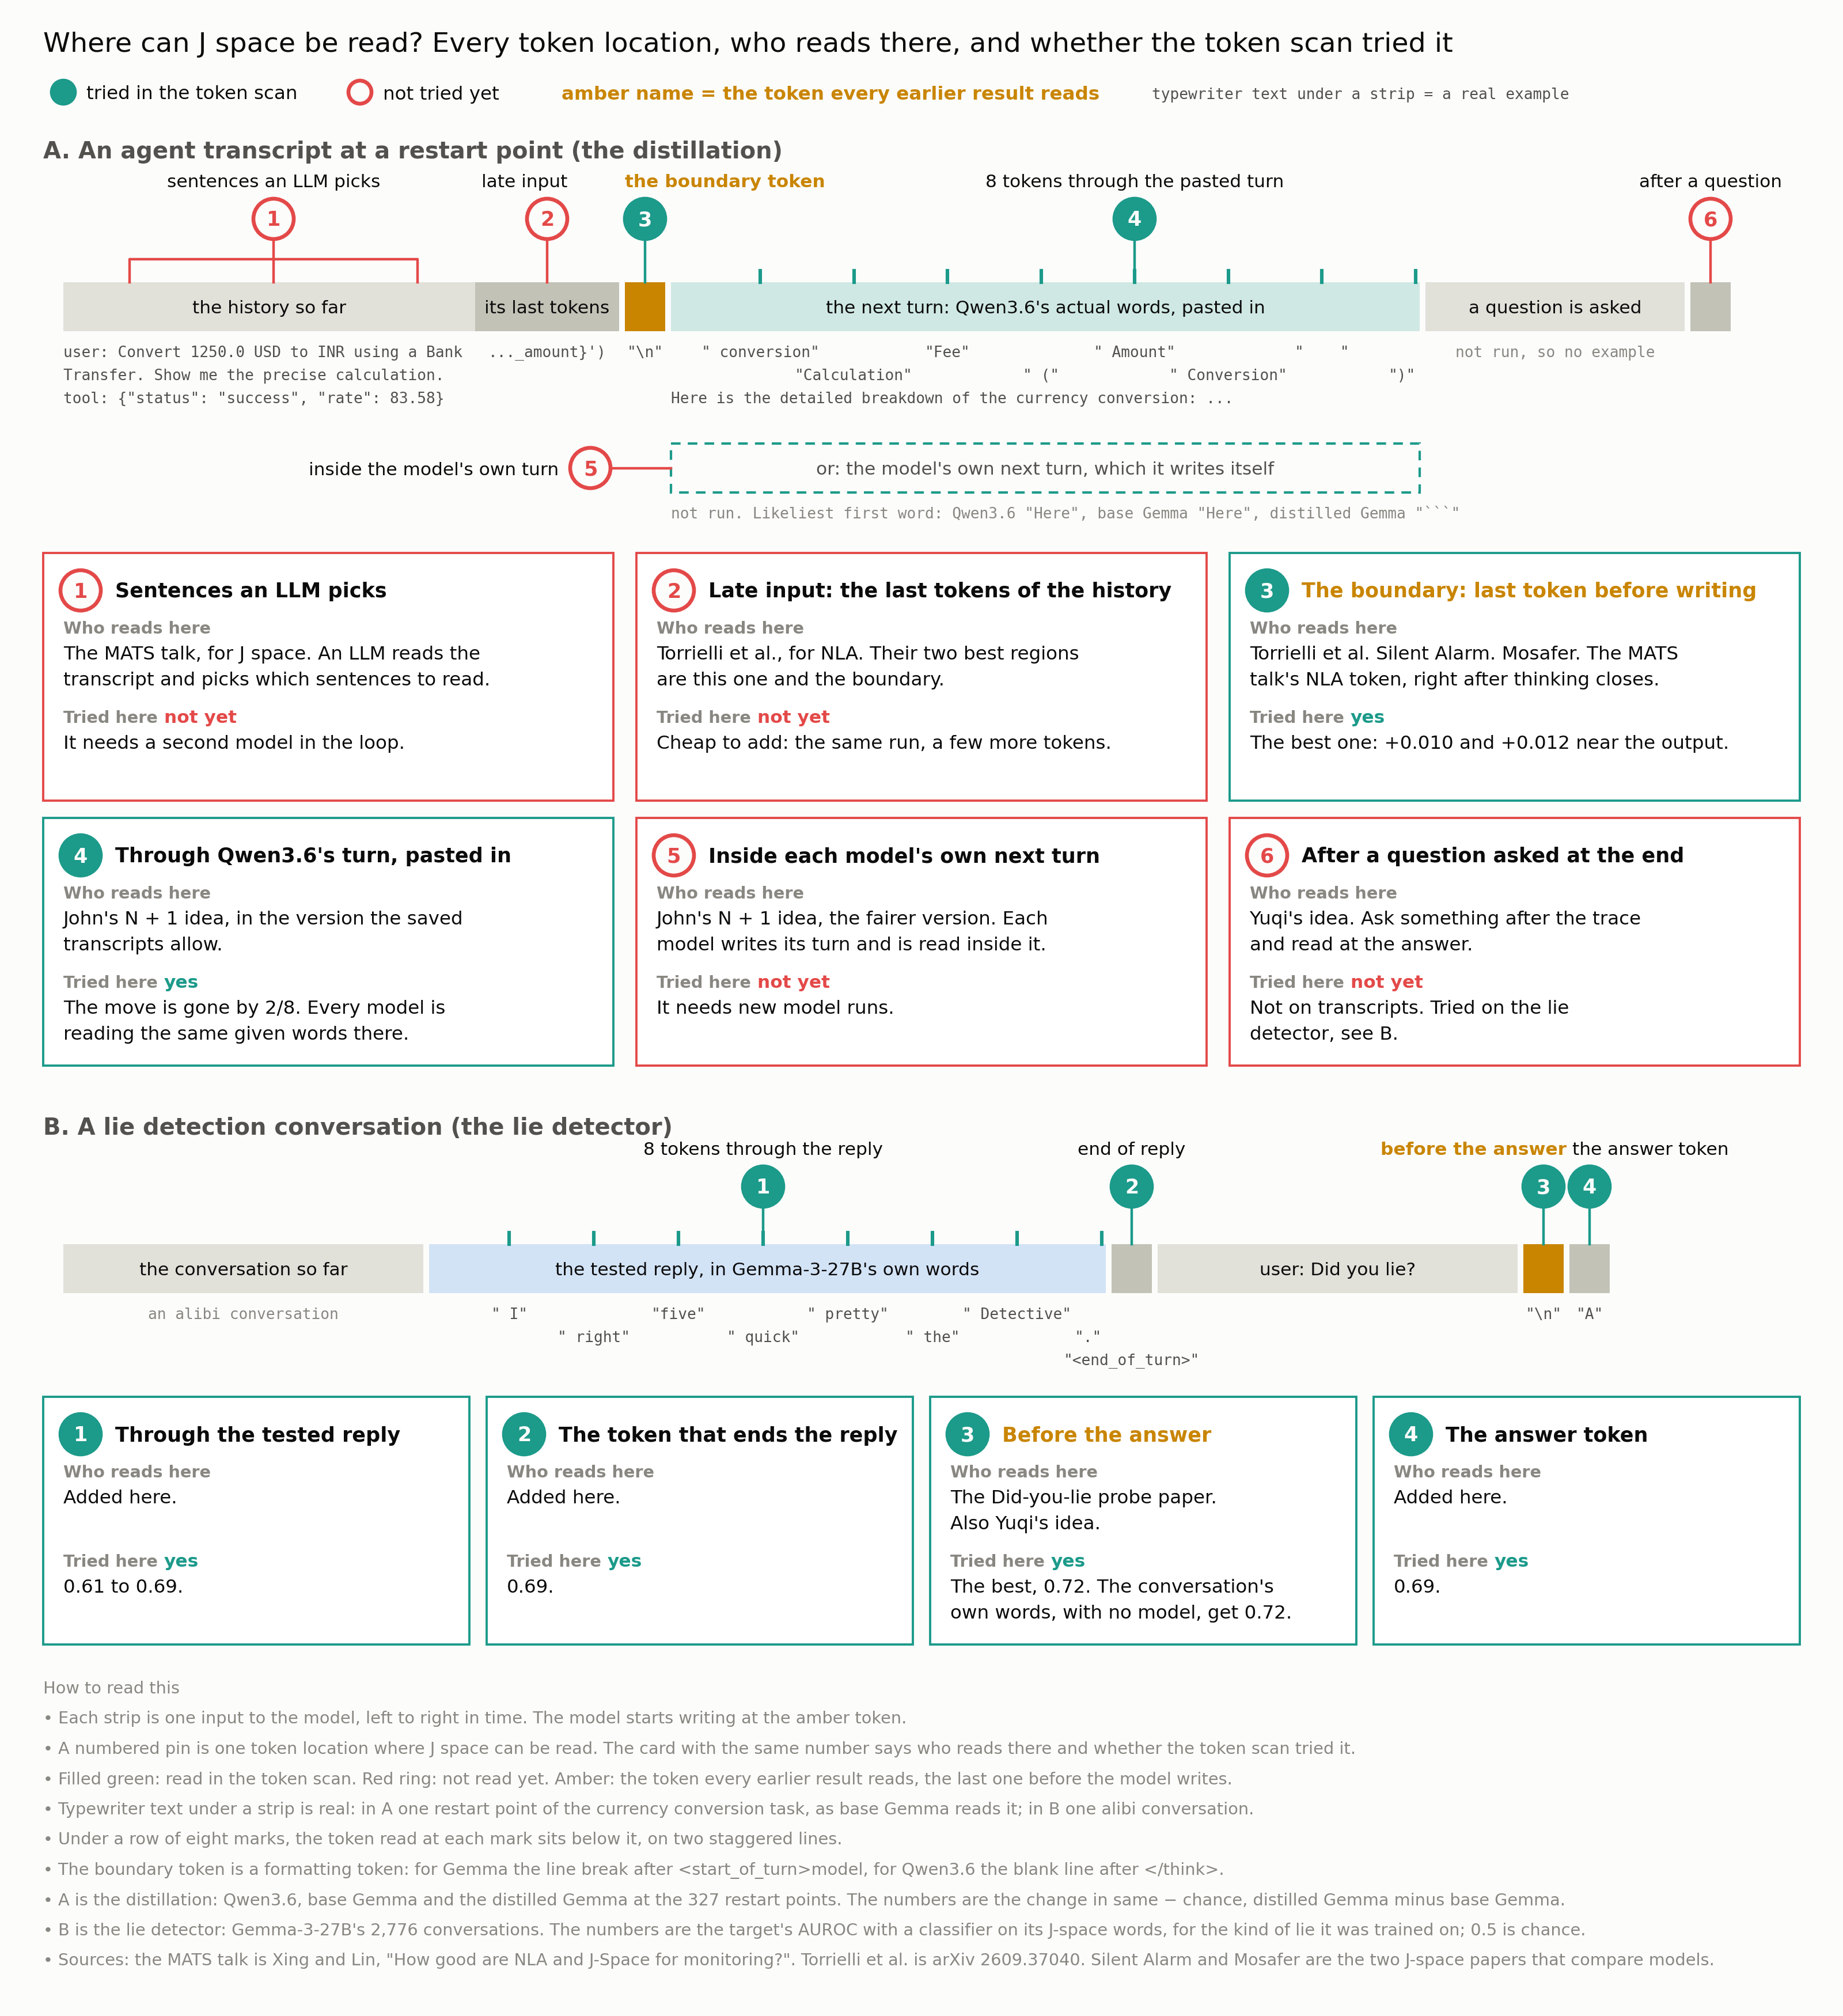 Where can J space be read? Every token location, who reads there, and whether the token scan tried it
tried in the token scan
not tried yet
amber name = the token every earlier result reads
typewriter text under a strip = a real example
A. An agent transcript at a restart point (the distillation)
sentences an LLM picks
late input
the boundary token
8 tokens through the pasted turn
after a question
1
2
3
4
6
the history so far
its last tokens
the next turn: Qwen3.6's actual words, pasted in
a question is asked
user: Convert 1250.0 USD to INR using a Bank
Transfer. Show me the precise calculation.
tool: {"status": "success", "rate": 83.58}
..._amount}')
"\n"
" conversion"
"Fee"
" Amount"
" "
"Calculation"
" ("
" Conversion"
")"
Here is the detailed breakdown of the currency conversion: ...
not run, so no example
inside the model's own turn
5
or: the model's own next turn, which it writes itself
not run. Likeliest first word: Qwen3.6 "Here", base Gemma "Here", distilled Gemma "```"
1 Sentences an LLM picks
Who reads here
The MATS talk, for J space. An LLM reads the
transcript and picks which sentences to read.
Tried here not yet
It needs a second model in the loop.
2 Late input: the last tokens of the history
Who reads here
Torrielli et al., for NLA. Their two best regions
are this one and the boundary.
Tried here not yet
Cheap to add: the same run, a few more tokens.
3 The boundary: last token before writing
Who reads here
Torrielli et al. Silent Alarm. Mosafer. The MATS
talk's NLA token, right after thinking closes.
Tried here yes
The best one: +0.010 and +0.012 near the output.
4 Through Qwen3.6's turn, pasted in
Who reads here
John's N + 1 idea, in the version the saved
transcripts allow.
Tried here yes
The move is gone by 2/8. Every model is
reading the same given words there.
5 Inside each model's own next turn
Who reads here
John's N + 1 idea, the fairer version. Each
model writes its turn and is read inside it.
Tried here not yet
It needs new model runs.
6 After a question asked at the end
Who reads here
Yuqi's idea. Ask something after the trace
and read at the answer.
Tried here not yet
Not on transcripts. Tried on the lie
detector, see B.
B. A lie detection conversation (the lie detector)
8 tokens through the reply
end of reply
before the answer
the answer token
1
2
3
4
the conversation so far
the tested reply, in Gemma-3-27B's own words
user: Did you lie?
an alibi conversation
" I"
"five"
" pretty"
" Detective"
"\n"
"A"
" right"
" quick"
" the"
"."
"<end_of_turn>"
1 Through the tested reply
Who reads here
Added here.
Tried here yes
0.61 to 0.69.
2 The token that ends the reply
Who reads here
Added here.
Tried here yes
0.69.
3 Before the answer
Who reads here
The Did-you-lie probe paper.
Also Yuqi's idea.
Tried here yes
The best, 0.72. The conversation's
own words, with no model, get 0.72.
4 The answer token
Who reads here
Added here.
Tried here yes
0.69.
How to read this
• Each strip is one input to the model, left to right in time. The model starts writing at the amber token.
• A numbered pin is one token location where J space can be read. The card with the same number says who reads there and whether the token scan tried it.
• Filled green: read in the token scan. Red ring: not read yet. Amber: the token every earlier result reads, the last one before the model writes.
• Typewriter text under a strip is real: in A one restart point of the currency conversion task, as base Gemma reads it; in B one alibi conversation.
• Under a row of eight marks, the token read at each mark sits below it, on two staggered lines.
• The boundary token is a formatting token: for Gemma the line break after <start_of_turn>model, for Qwen3.6 the blank line after </think>.
• A is the distillation: Qwen3.6, base Gemma and the distilled Gemma at the 327 restart points. The numbers are the change in same − chance, distilled Gemma minus base Gemma.
• B is the lie detector: Gemma-3-27B's 2,776 conversations. The numbers are the target's AUROC with a classifier on its J-space words, for the kind of lie it was trained on; 0.5 is chance.
• Sources: the MATS talk is Xing and Lin, "How good are NLA and J-Space for monitoring?". Torrielli et al. is arXiv 2609.37040. Silent Alarm and Mosafer are the two J-space papers that compare models.